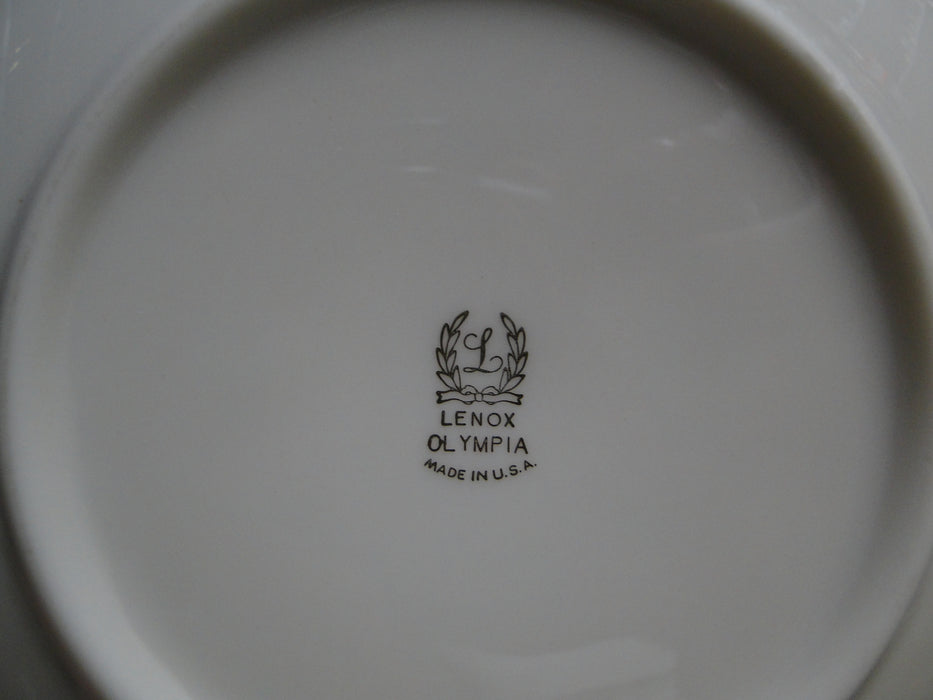 L
LENOX
OLYMPIA
MADE IN U.S.A.